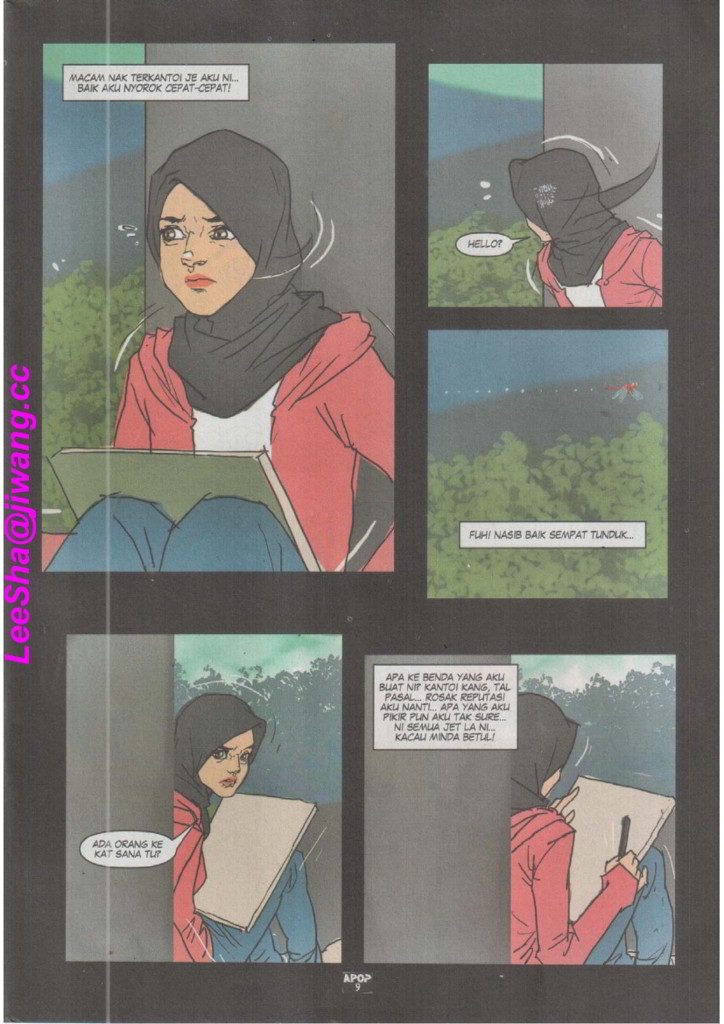 MACAM NAK TERKANTOI JE AKU NI...
BAIK AKU NYOROK CEPAT-CEPAT!
HELLO?
FUH! NASIB BAIK SEMPAT TUNDUK...
ADA ORANG KE
KAT SANA TU?
APA KE BENDA YANG AKU
BUAT NI? KANTOI KANG, TAL
PASAL... ROSAK REPUTASI
AKU NANTI... APA YANG AKU
PIKIR PUN AKU TAK SURE...
NI SEMUA JET LA NI...
KACAU MINDA BETUL!
APOP
9
LeeSha@jiwang.cc